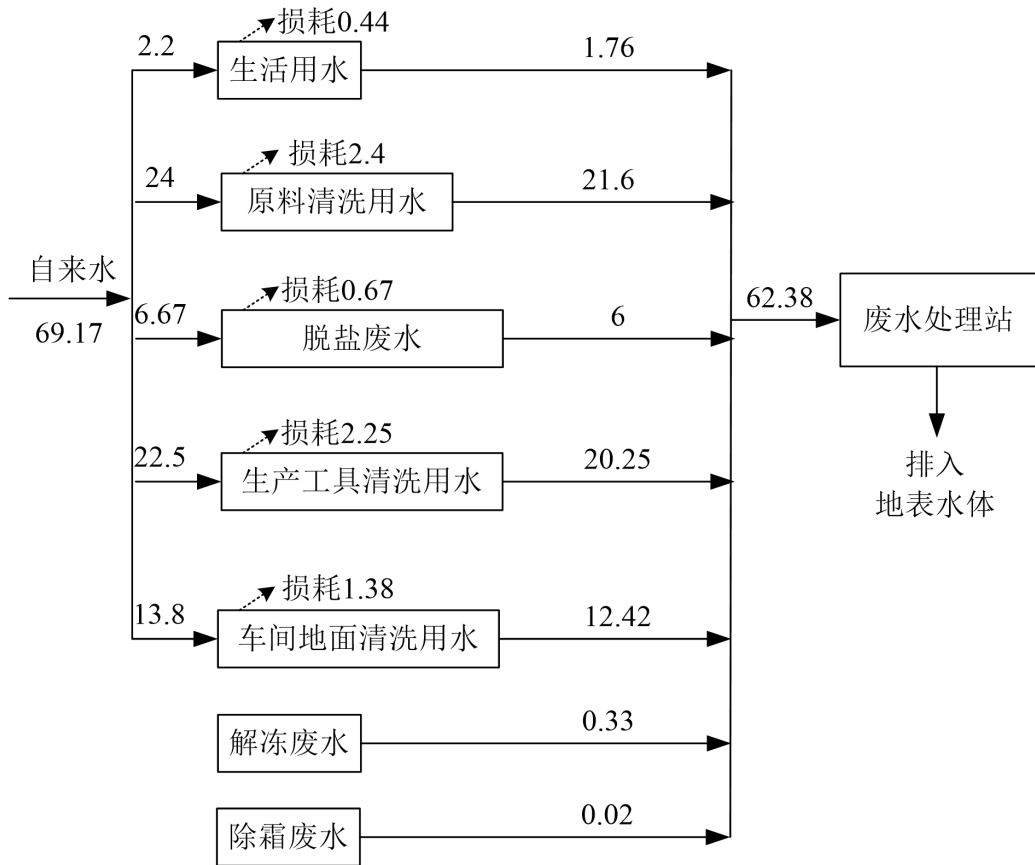 损耗0.44
2.2
生活用水
1.76
损耗2.4
24
原料清洗用水
21.6
自来水
69.17
损耗0.67
6.67
脱盐废水
6
62.38
废水处理站
损耗2.25
22.5
生产工具清洗用水
20.25
排入
地表水体
损耗1.38
13.8
车间地面清洗用水
12.42
解冻废水
0.33
除霜废水
0.02